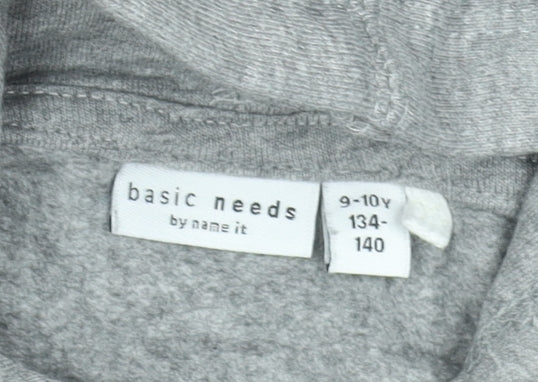 basic needs
by name it
9-10Y
134-
140